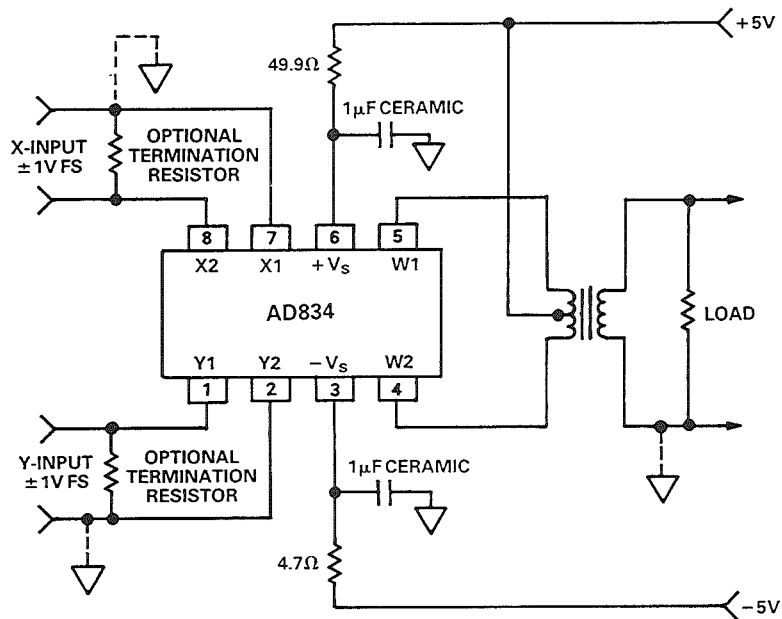 +5V
49.9Ω
1μF CERAMIC
X-INPUT
±1V FS
OPTIONAL
TERMINATION
RESISTOR
8 7 6 5
X2 X1 +VS W1
AD834
LOAD
Y1 Y2 −VS W2
1 2 3 4
Y-INPUT
±1V FS
OPTIONAL
TERMINATION
RESISTOR
1μF CERAMIC
4.7Ω
−5V